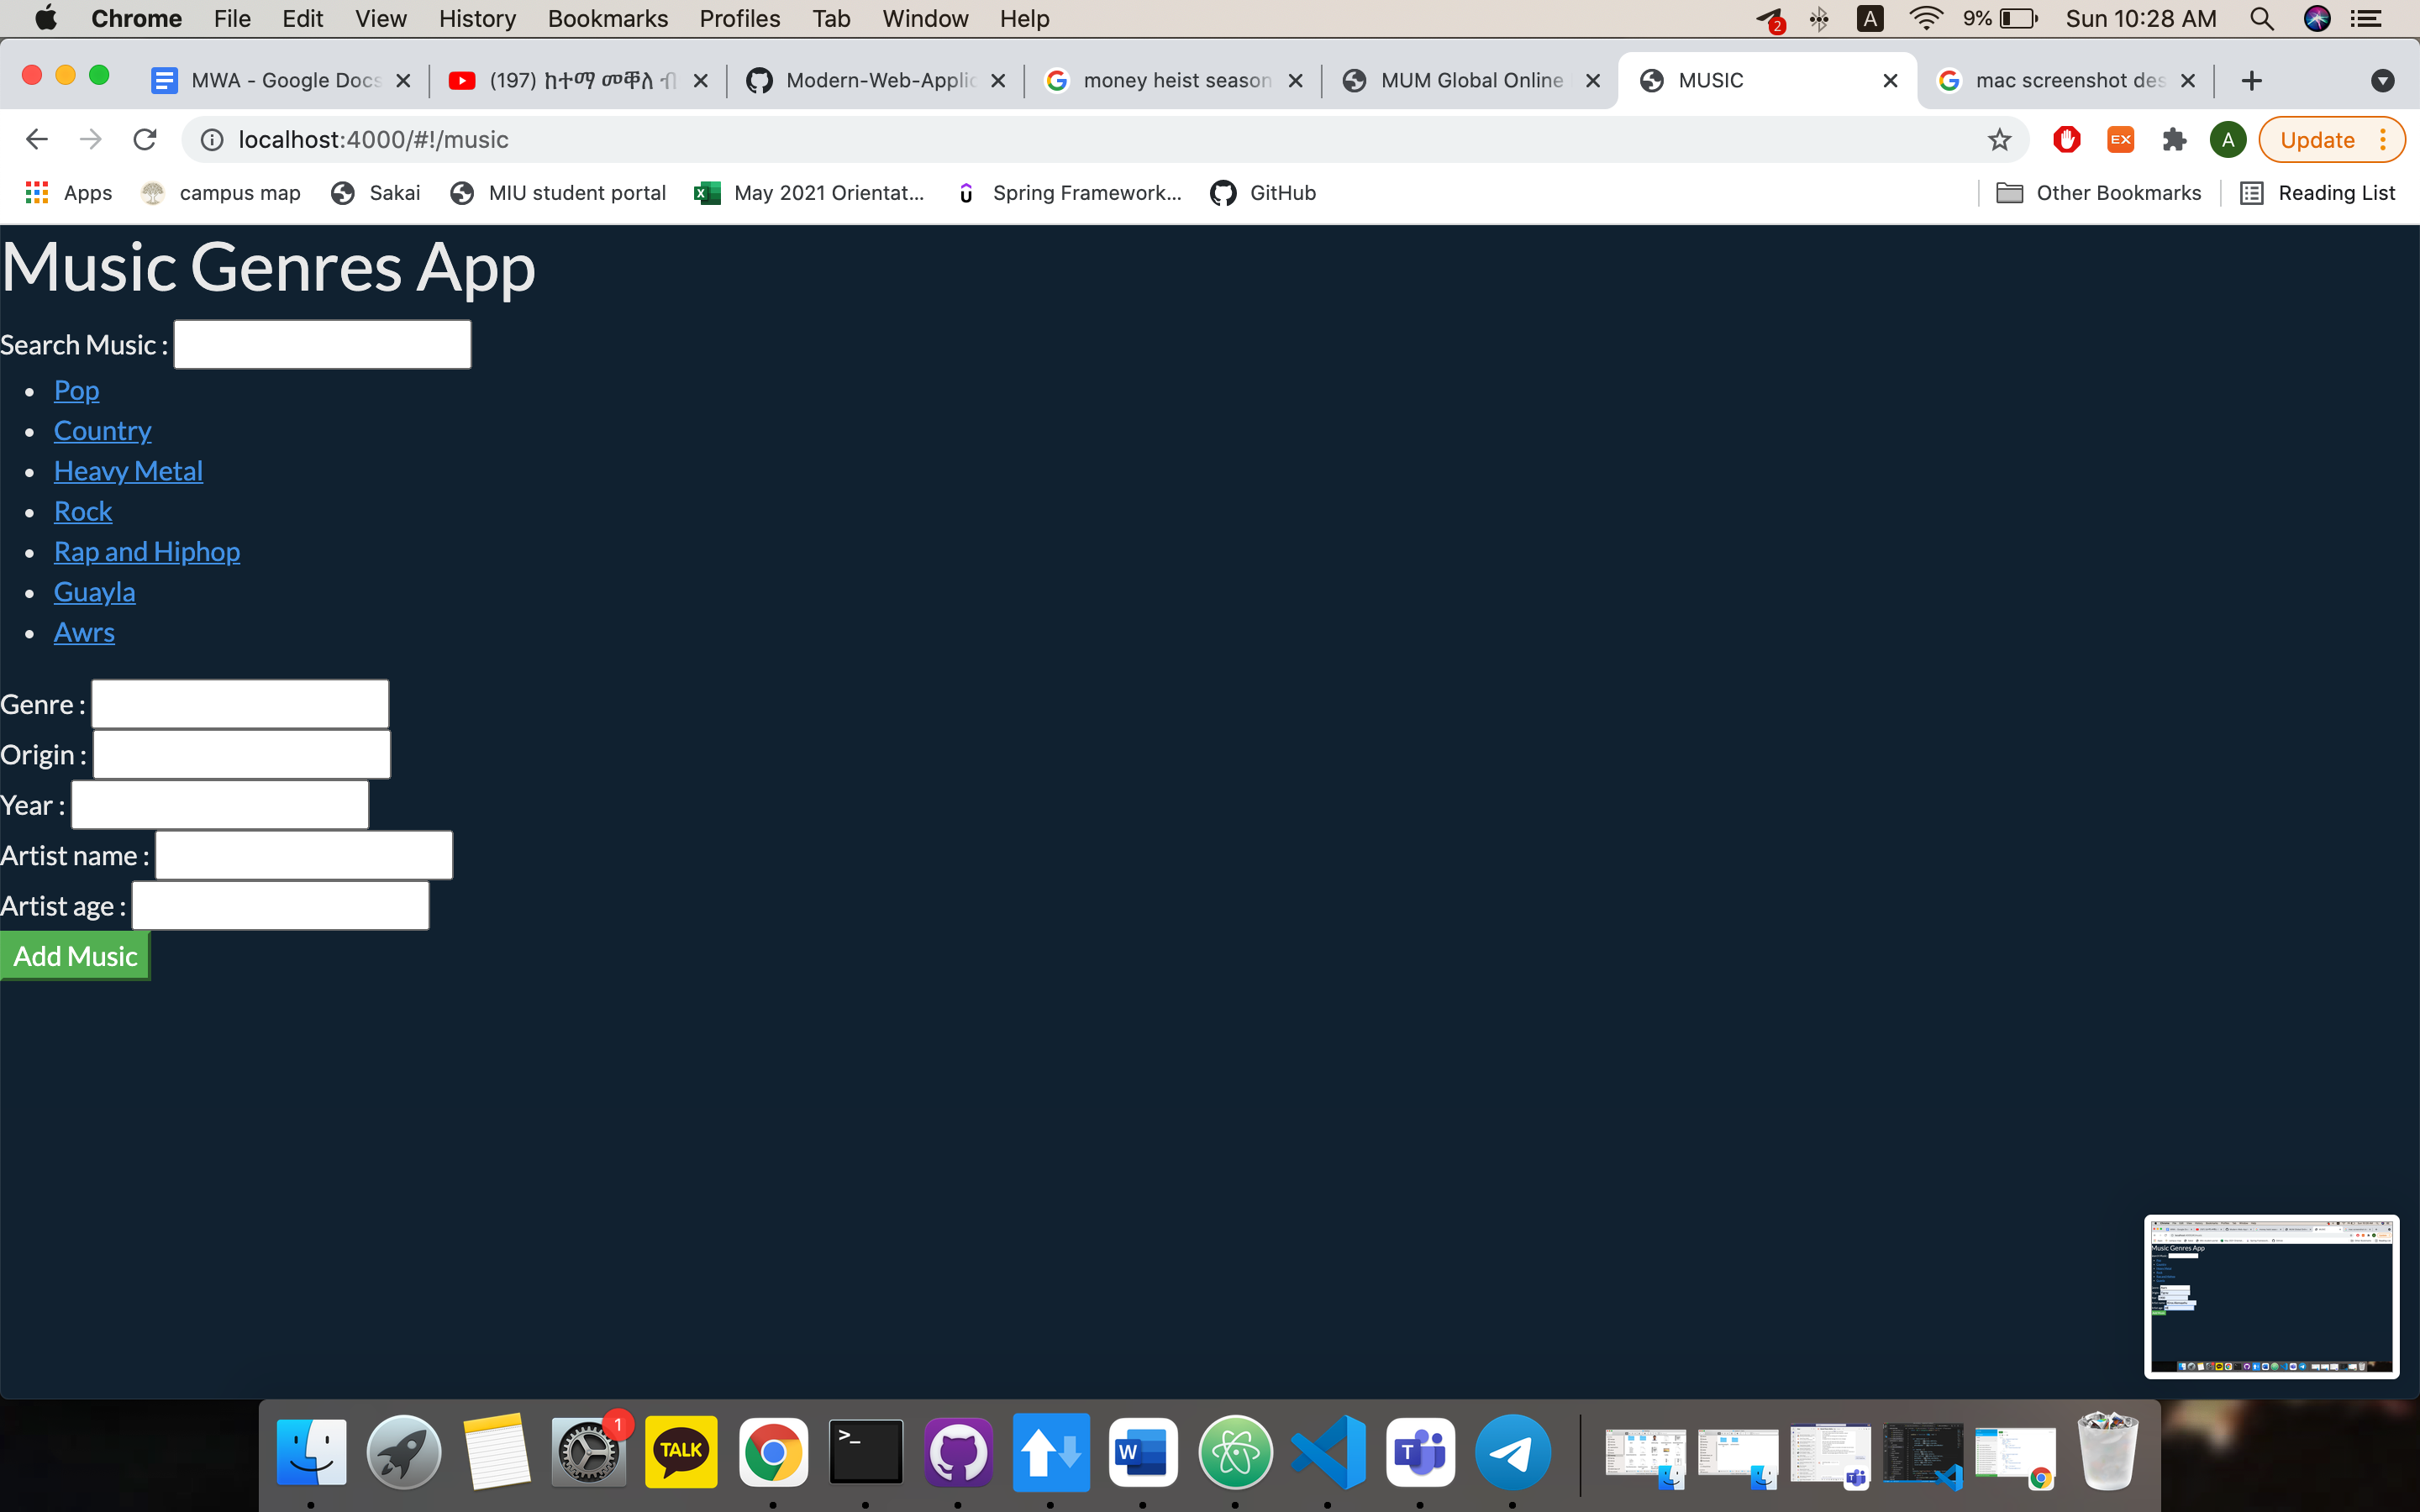 Chrome File Edit View History Bookmarks Profiles Tab Window Help 2 A 9% Sun 10:28 AM
MWA - Google Docs (197) ከተማ መቐለ Modern-Web-Applic money heist season MUM Global Online MUSIC mac screenshot des
localhost:4000/#!/music EX A Update
Apps campus map Sakai MIU student portal May 2021 Orientat... Spring Framework... GitHub Other Bookmarks Reading List
Music Genres App
Search Music :
Pop
Country
Heavy Metal
Rock
Rap and Hiphop
Guayla
Awrs
Genre :
Origin :
Year :
Artist name :
Artist age :
Add Music
Music Genres App
1 TALK >_ W T